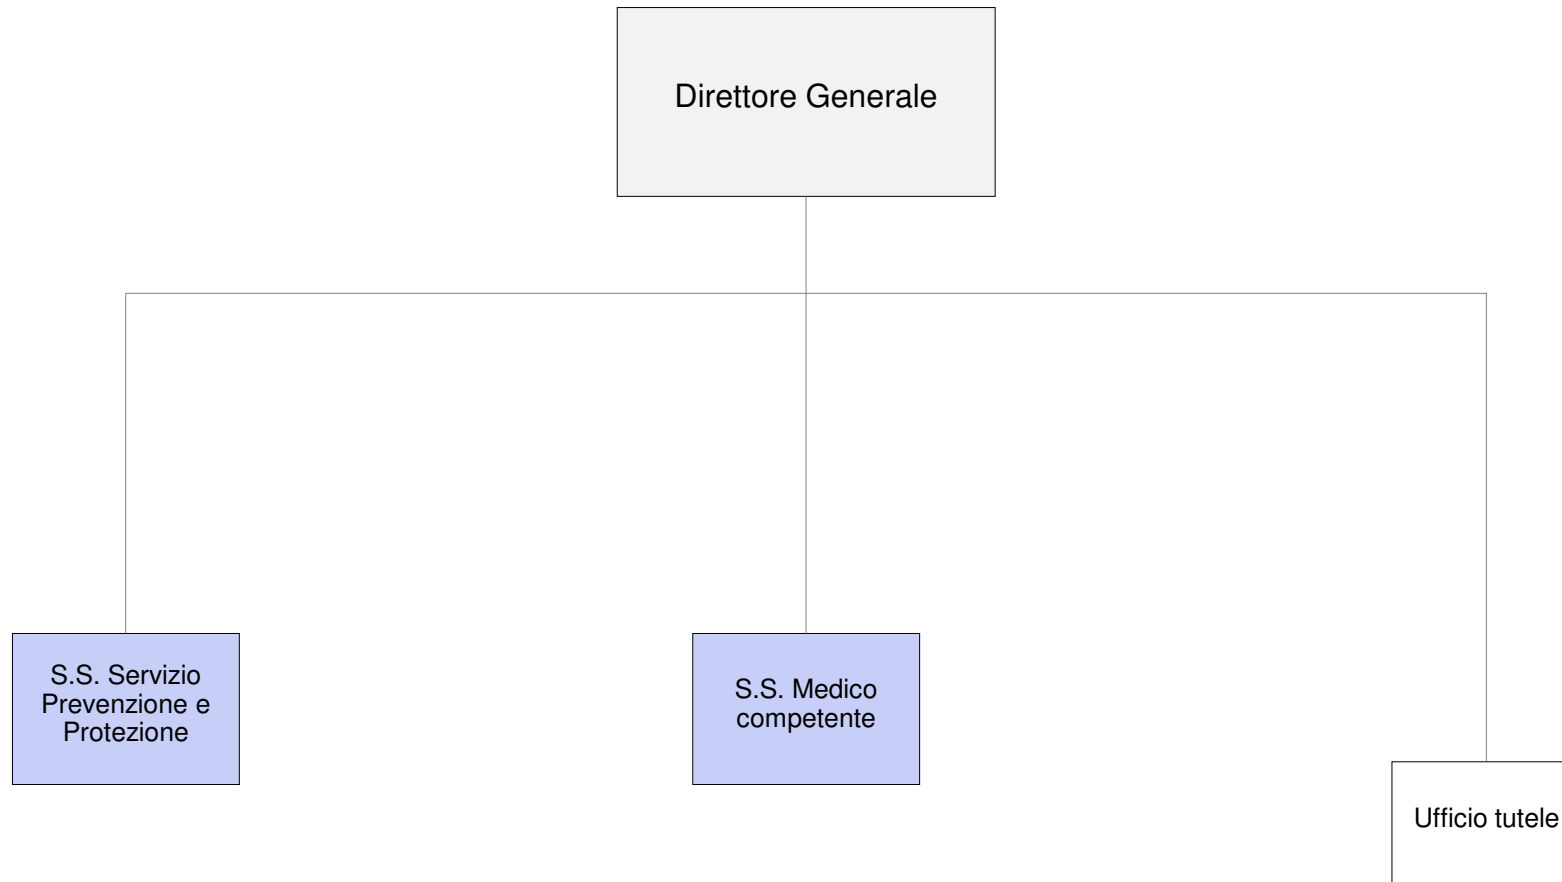 Direttore Generale
S.S. Servizio
Prevenzione e
Protezione
S.S. Medico
competente
Ufficio tutele